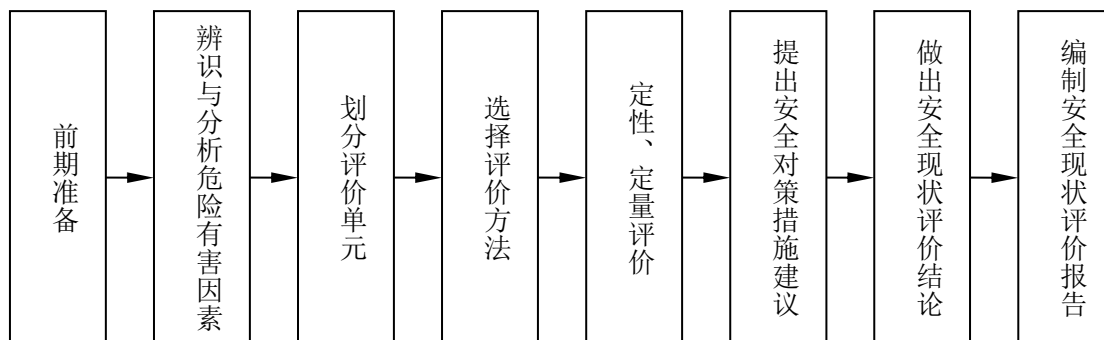 前期准备
辨识与分析危险有害因素
划分评价单元
选择评价方法
定性、定量评价
提出安全对策措施建议
做出安全现状评价结论
编制安全现状评价报告